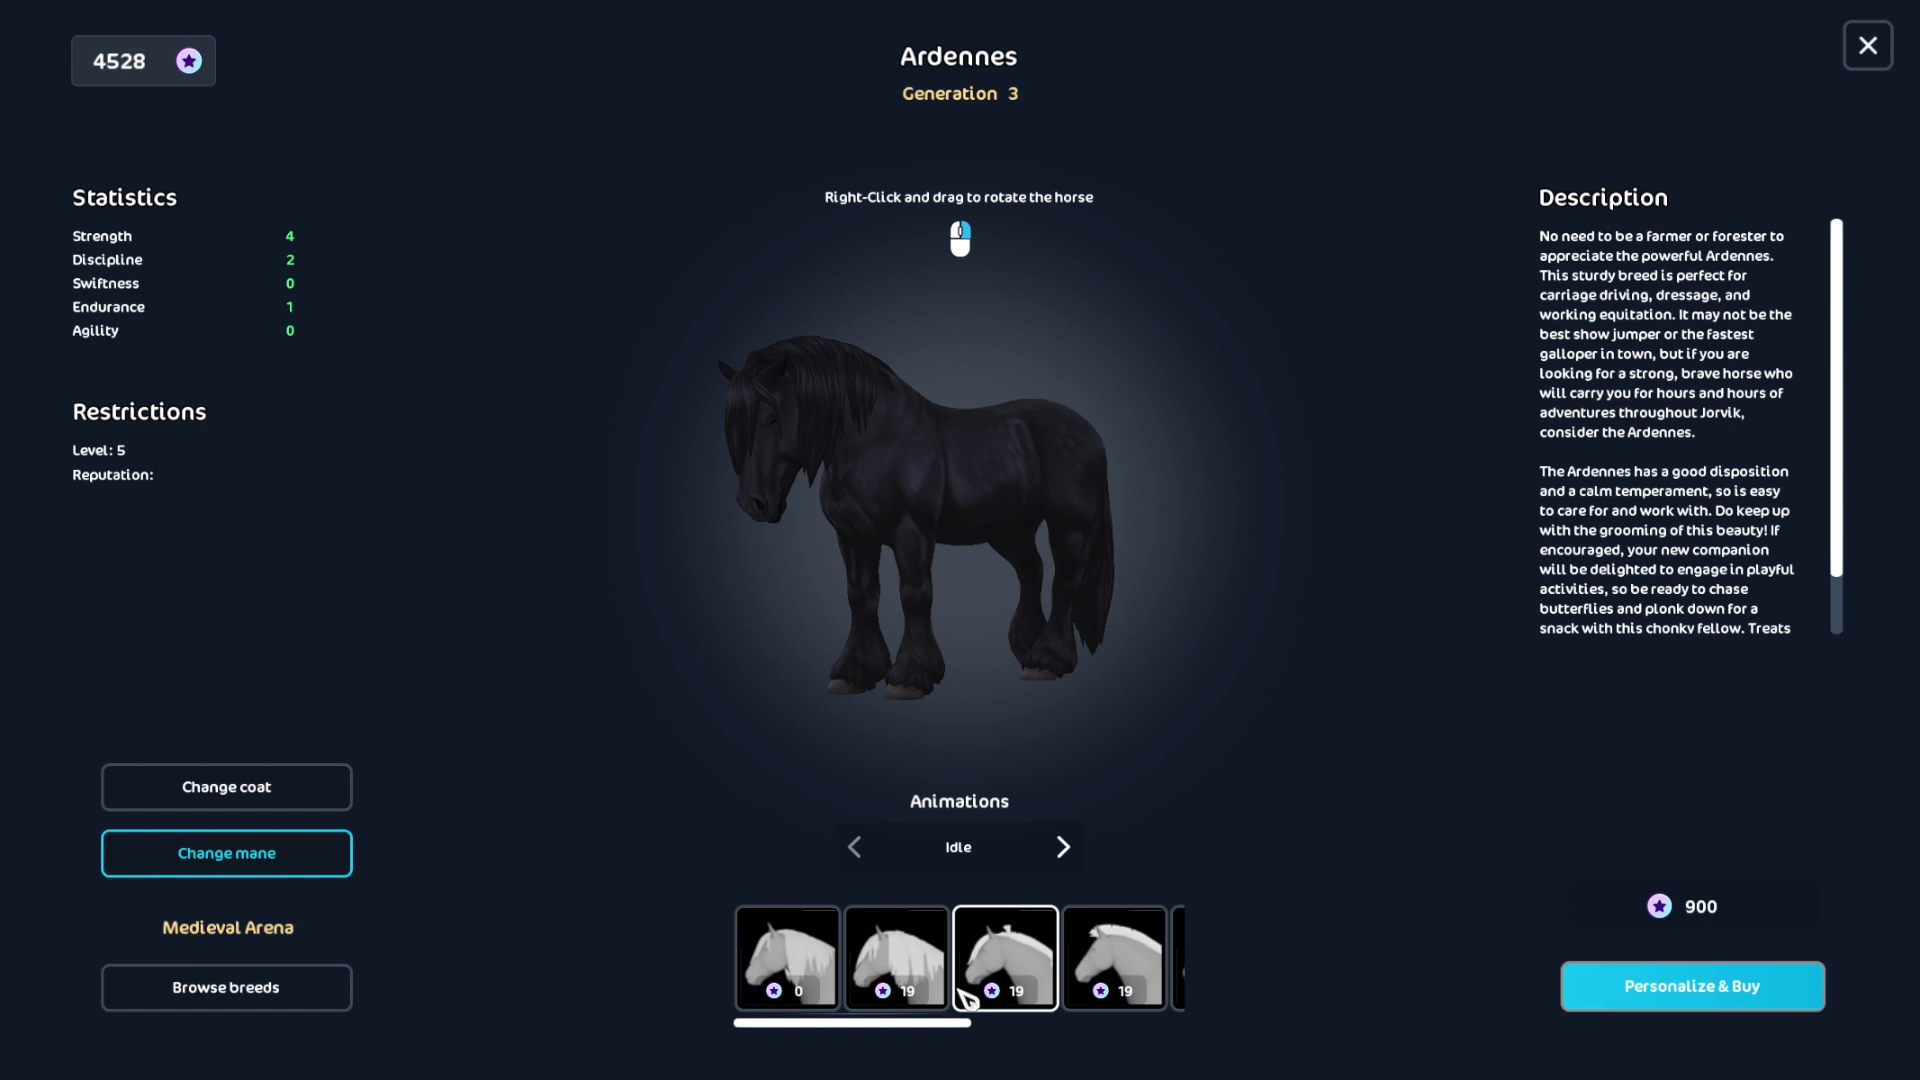 4528
Ardennes
Generation 3
Statistics
Strength 4
Discipline 2
Swiftness 0
Endurance 1
Agility 0
Restrictions
Level: 5
Reputation:
Right-Click and drag to rotate the horse
Description
No need to be a farmer or forester to
appreciate the powerful Ardennes.
This sturdy breed is perfect for
carriage driving, dressage, and
working equitation. It may not be the
best show jumper or the fastest
galloper in town, but if you are
looking for a strong, brave horse who
will carry you for hours and hours of
adventures throughout Jorvik,
consider the Ardennes.
The Ardennes has a good disposition
and a calm temperament, so is easy
to care for and work with. Do keep up
with the grooming of this beauty! If
encouraged, your new companion
will be delighted to engage in playful
activities, so be ready to chase
butterflies and plonk down for a
snack with this chonky fellow. Treats
Change coat
Change mane
Medieval Arena
Browse breeds
Animations
Idle
0
19
19
19
900
Personalize & Buy